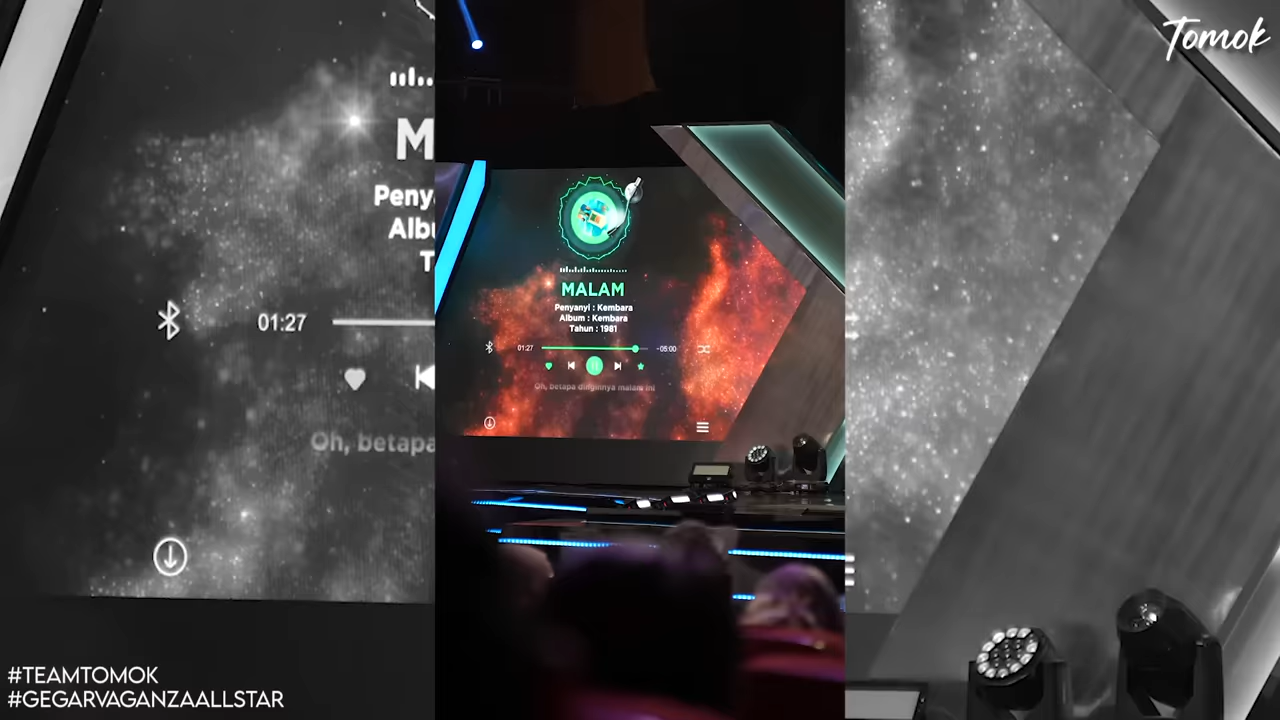 Tomok
M
Peny
Albu
T
01:27
Oh, betapa
MALAM
Penyanyi : Kembara
Album : Kembara
Tahun : 1981
01:27
-05:00
Oh, betapa dinginnya malam ini
#TEAMTOMOK
#GEGARVAGANZAALLSTAR